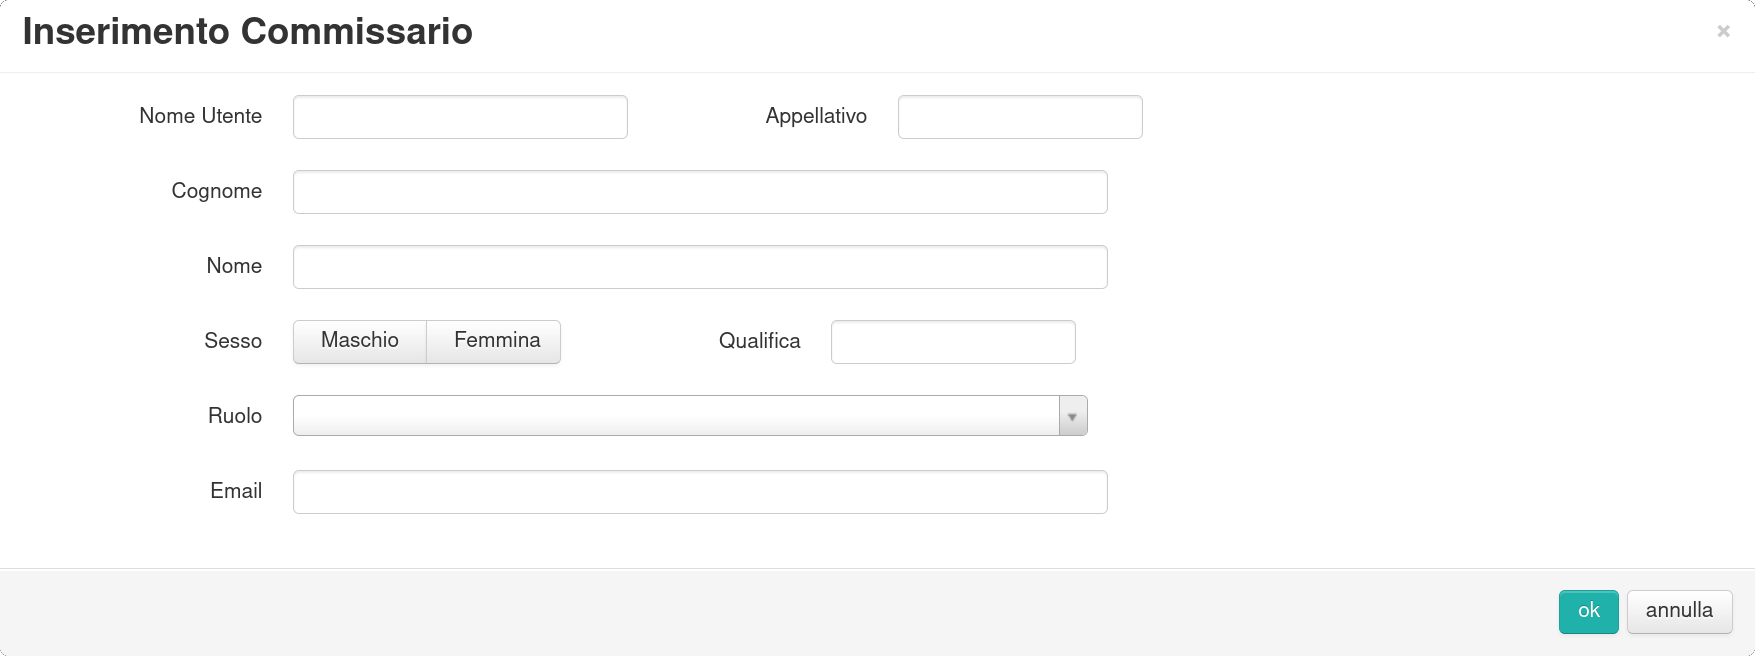 Inserimento Commissario
×
Nome Utente
Appellativo
Cognome
Nome
Sesso
Maschio
Femmina
Qualifica
Ruolo
Email
ok
annulla